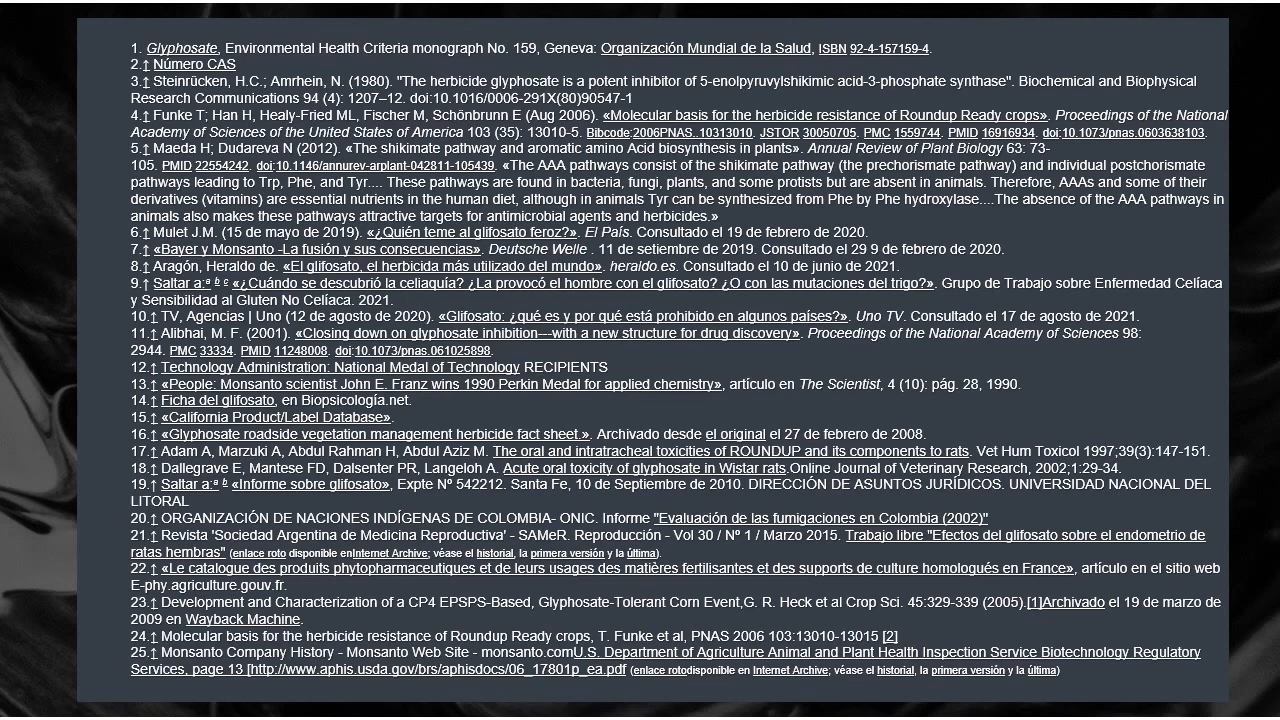 1. Glyphosate, Environmental Health Criteria monograph No. 159, Geneva: Organización Mundial de la Salud, ISBN 92-4-157159-4.
2.↑ Número CAS
3.↑ Steinrücken, H.C.; Amrhein, N. (1980). "The herbicide glyphosate is a potent inhibitor of 5-enolpyruvylshikimic acid-3-phosphate synthase". Biochemical and Biophysical
Research Communications 94 (4): 1207–12. doi:10.1016/0006-291X(80)90547-1
4.↑ Funke T; Han H, Healy-Fried ML, Fischer M, Schönbrunn E (Aug 2006). «Molecular basis for the herbicide resistance of Roundup Ready crops». Proceedings of the National
Academy of Sciences of the United States of America 103 (35): 13010-5. Bibcode:2006PNAS..10313010. JSTOR 30050705. PMC 1559744. PMID 16916934. doi:10.1073/pnas.0603638103.
5.↑ Maeda H; Dudareva N (2012). «The shikimate pathway and aromatic amino Acid biosynthesis in plants». Annual Review of Plant Biology 63: 73-
105. PMID 22554242. doi:10.1146/annurev-arplant-042811-105439. «The AAA pathways consist of the shikimate pathway (the prechorismate pathway) and individual postchorismate
pathways leading to Trp, Phe, and Tyr.... These pathways are found in bacteria, fungi, plants, and some protists but are absent in animals. Therefore, AAAs and some of their
derivatives (vitamins) are essential nutrients in the human diet, although in animals Tyr can be synthesized from Phe by Phe hydroxylase....The absence of the AAA pathways in
animals also makes these pathways attractive targets for antimicrobial agents and herbicides.»
6.↑ Mulet J.M. (15 de mayo de 2019). «¿Quién teme al glifosato feroz?». El País. Consultado el 19 de febrero de 2020.
7.↑ «Bayer y Monsanto -La fusión y sus consecuencias». Deutsche Welle . 11 de setiembre de 2019. Consultado el 29 9 de febrero de 2020.
8.↑ Aragón, Heraldo de. «El glifosato, el herbicida más utilizado del mundo». heraldo.es. Consultado el 10 de junio de 2021.
9.↑ Saltar a:a b c «¿Cuándo se descubrió la celiaquía? ¿La provocó el hombre con el glifosato? ¿O con las mutaciones del trigo?». Grupo de Trabajo sobre Enfermedad Celíaca
y Sensibilidad al Gluten No Celíaca. 2021.
10.↑ TV, Agencias | Uno (12 de agosto de 2020). «Glifosato: ¿qué es y por qué está prohibido en algunos países?». Uno TV. Consultado el 17 de agosto de 2021.
11.↑ Alibhai, M. F. (2001). «Closing down on glyphosate inhibition---with a new structure for drug discovery». Proceedings of the National Academy of Sciences 98:
2944. PMC 33334. PMID 11248008. doi:10.1073/pnas.061025898.
12.↑ Technology Administration: National Medal of Technology RECIPIENTS
13.↑ «People: Monsanto scientist John E. Franz wins 1990 Perkin Medal for applied chemistry», artículo en The Scientist, 4 (10): pág. 28, 1990.
14.↑ Ficha del glifosato, en Biopsicología.net.
15.↑ «California Product/Label Database».
16.↑ «Glyphosate roadside vegetation management herbicide fact sheet.». Archivado desde el original el 27 de febrero de 2008.
17.↑ Adam A, Marzuki A, Abdul Rahman H, Abdul Aziz M. The oral and intratracheal toxicities of ROUNDUP and its components to rats. Vet Hum Toxicol 1997;39(3):147-151.
18.↑ Dallegrave E, Mantese FD, Dalsenter PR, Langeloh A. Acute oral toxicity of glyphosate in Wistar rats.Online Journal of Veterinary Research, 2002;1:29-34.
19.↑ Saltar a:a b «Informe sobre glifosato», Expte Nº 542212. Santa Fe, 10 de Septiembre de 2010. DIRECCIÓN DE ASUNTOS JURÍDICOS. UNIVERSIDAD NACIONAL DEL
LITORAL
20.↑ ORGANIZACIÓN DE NACIONES INDÍGENAS DE COLOMBIA- ONIC. Informe "Evaluación de las fumigaciones en Colombia (2002)"
21.↑ Revista 'Sociedad Argentina de Medicina Reproductiva' - SAMeR. Reproducción - Vol 30 / Nº 1 / Marzo 2015. Trabajo libre "Efectos del glifosato sobre el endometrio de
ratas hembras" (enlace roto disponible enInternet Archive; véase el historial, la primera versión y la última).
22.↑ «Le catalogue des produits phytopharmaceutiques et de leurs usages des matières fertilisantes et des supports de culture homologués en France», artículo en el sitio web
E-phy.agriculture.gouv.fr.
23.↑ Development and Characterization of a CP4 EPSPS-Based, Glyphosate-Tolerant Corn Event,G. R. Heck et al Crop Sci. 45:329-339 (2005).[1]Archivado el 19 de marzo de
2009 en Wayback Machine.
24.↑ Molecular basis for the herbicide resistance of Roundup Ready crops, T. Funke et al, PNAS 2006 103:13010-13015 [2]
25.↑ Monsanto Company History - Monsanto Web Site - monsanto.comU.S. Department of Agriculture Animal and Plant Health Inspection Service Biotechnology Regulatory
Services, page 13 [http://www.aphis.usda.gov/brs/aphisdocs/06_17801p_ea.pdf (enlace rotodisponible en Internet Archive; véase el historial, la primera versión y la última)